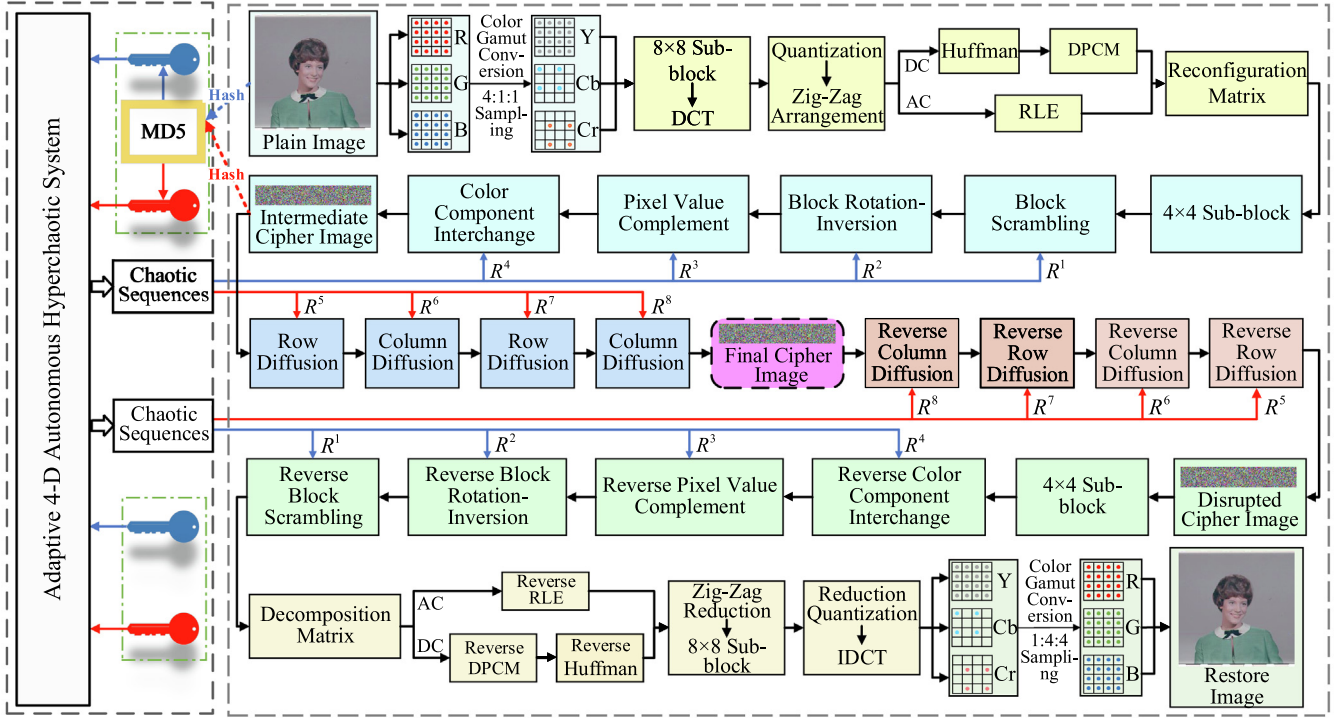 Adaptive 4-D Autonomous Hyperchaotic System
MD5
Hash
Hash
Plain Image
R
G
B
Color
Gamut
Conv-
ersion
4:1:1
Sampl-
ing
Y
Cb
Cr
8×8 Sub-
block
DCT
Quantization
Zig-Zag
Arrangement
DC
AC
Huffman
DPCM
RLE
Reconfiguration
Matrix
Intermediate
Cipher Image
Color
Component
Interchange
Pixel Value
Complement
Block Rotation-
Inversion
Block
Scrambling
4×4 Sub-block
Chaotic
Sequences
R⁴
R³
R²
R¹
R⁵
R⁶
R⁷
R⁸
Row
Diffusion
Column
Diffusion
Row
Diffusion
Column
Diffusion
Final Cipher
Image
Reverse
Column
Diffusion
Reverse
Row
Diffusion
Reverse
Column
Diffusion
Reverse
Row
Diffusion
Chaotic
Sequences
R⁸
R⁷
R⁶
R⁵
R¹
R²
R³
R⁴
Reverse
Block
Scrambling
Reverse Block
Rotation-
Inversion
Reverse Pixel Value
Complement
Reverse Color
Component
Interchange
4×4 Sub-
block
Disrupted
Cipher Image
Decomposition
Matrix
AC
DC
Reverse
RLE
Reverse
DPCM
Reverse
Huffman
Zig-Zag
Reduction
8×8 Sub-
block
Reduction
Quantization
IDCT
Y
Cb
Cr
Color
Gamut
Conv-
ersion
1:4:4
Sampli-
ng
R
G
B
Restore
Image